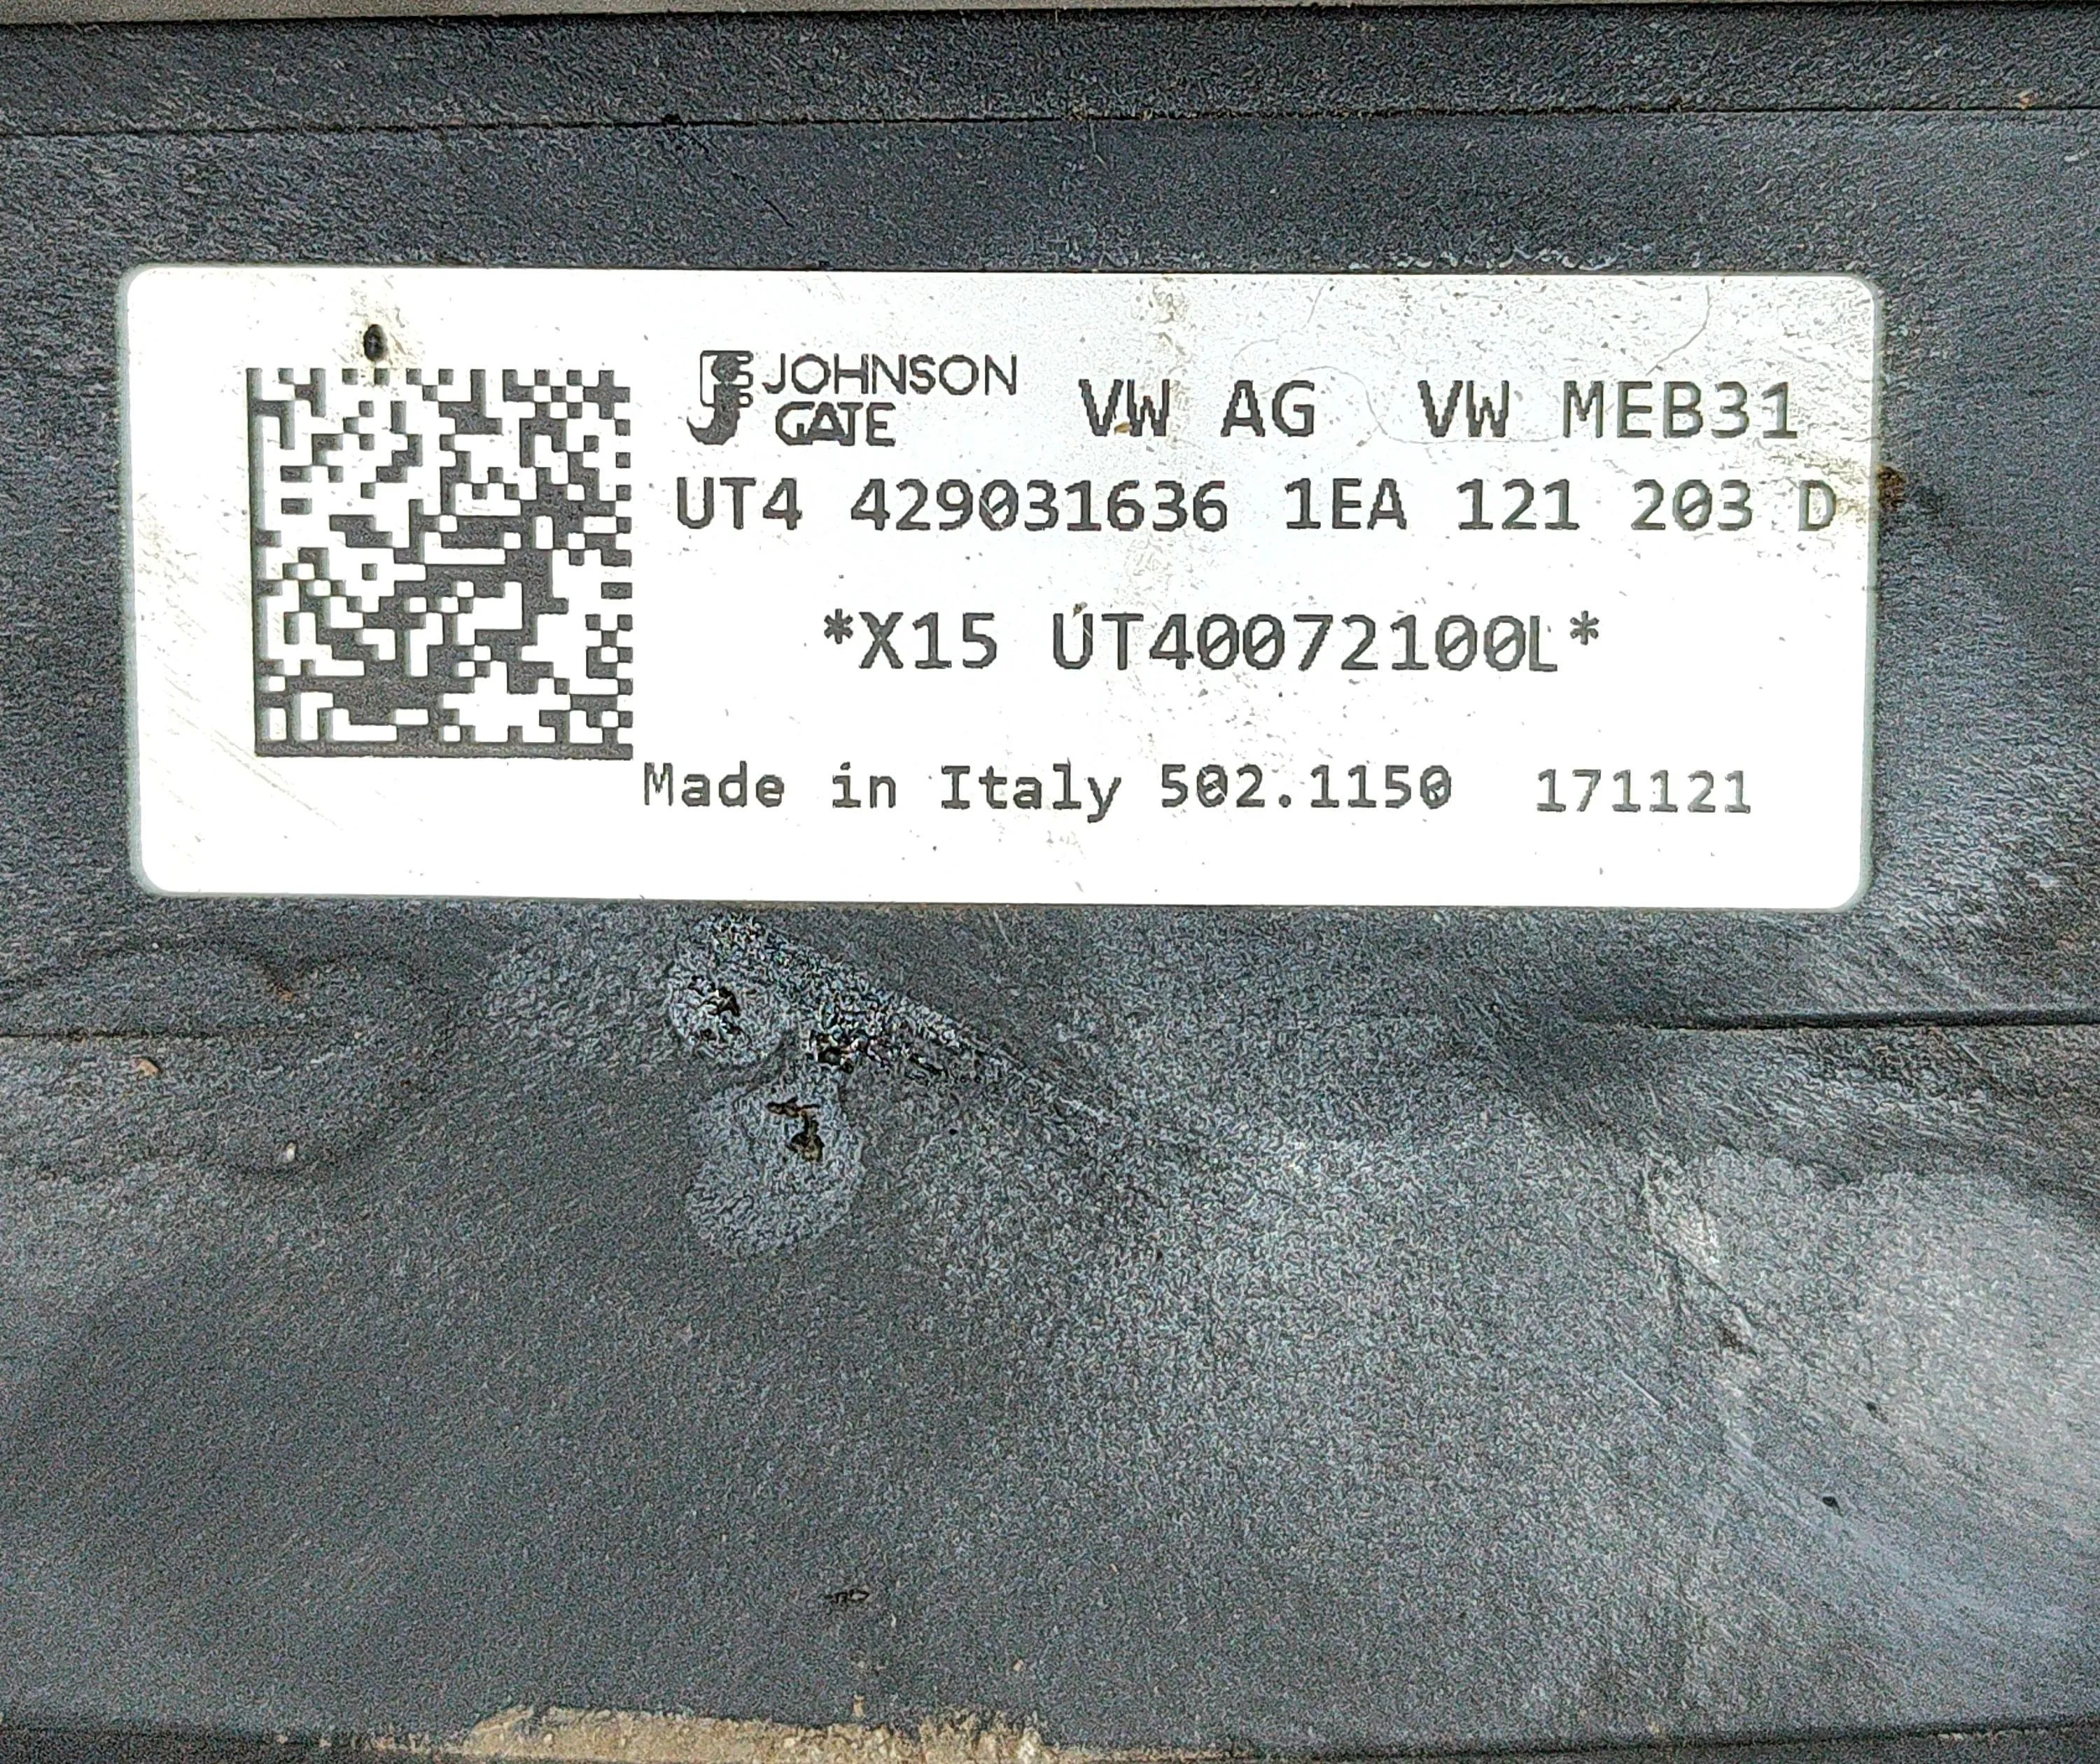 JOHNSON
GATE
VW AG VW MEB31
UT4 429031636 1EA 121 203 D
*X15 UT40072100L*
Made in Italy 502.1150 171121